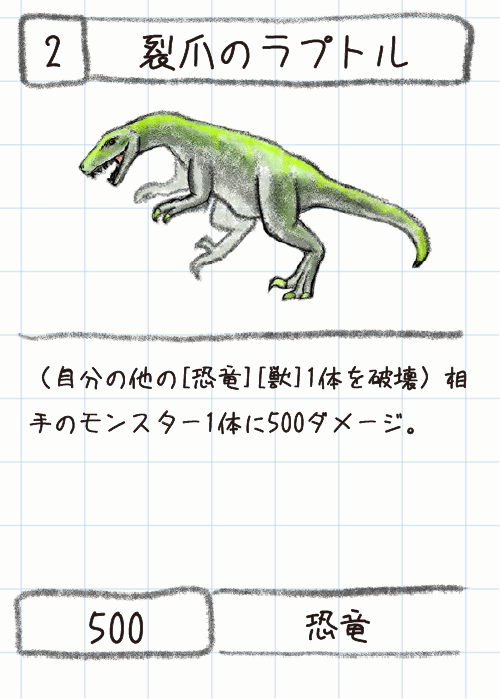 2
裂爪のラプトル
（自分の他の[恐竜][獣]1体を破壊）相
手のモンスター1体に500ダメージ。
500
恐竜